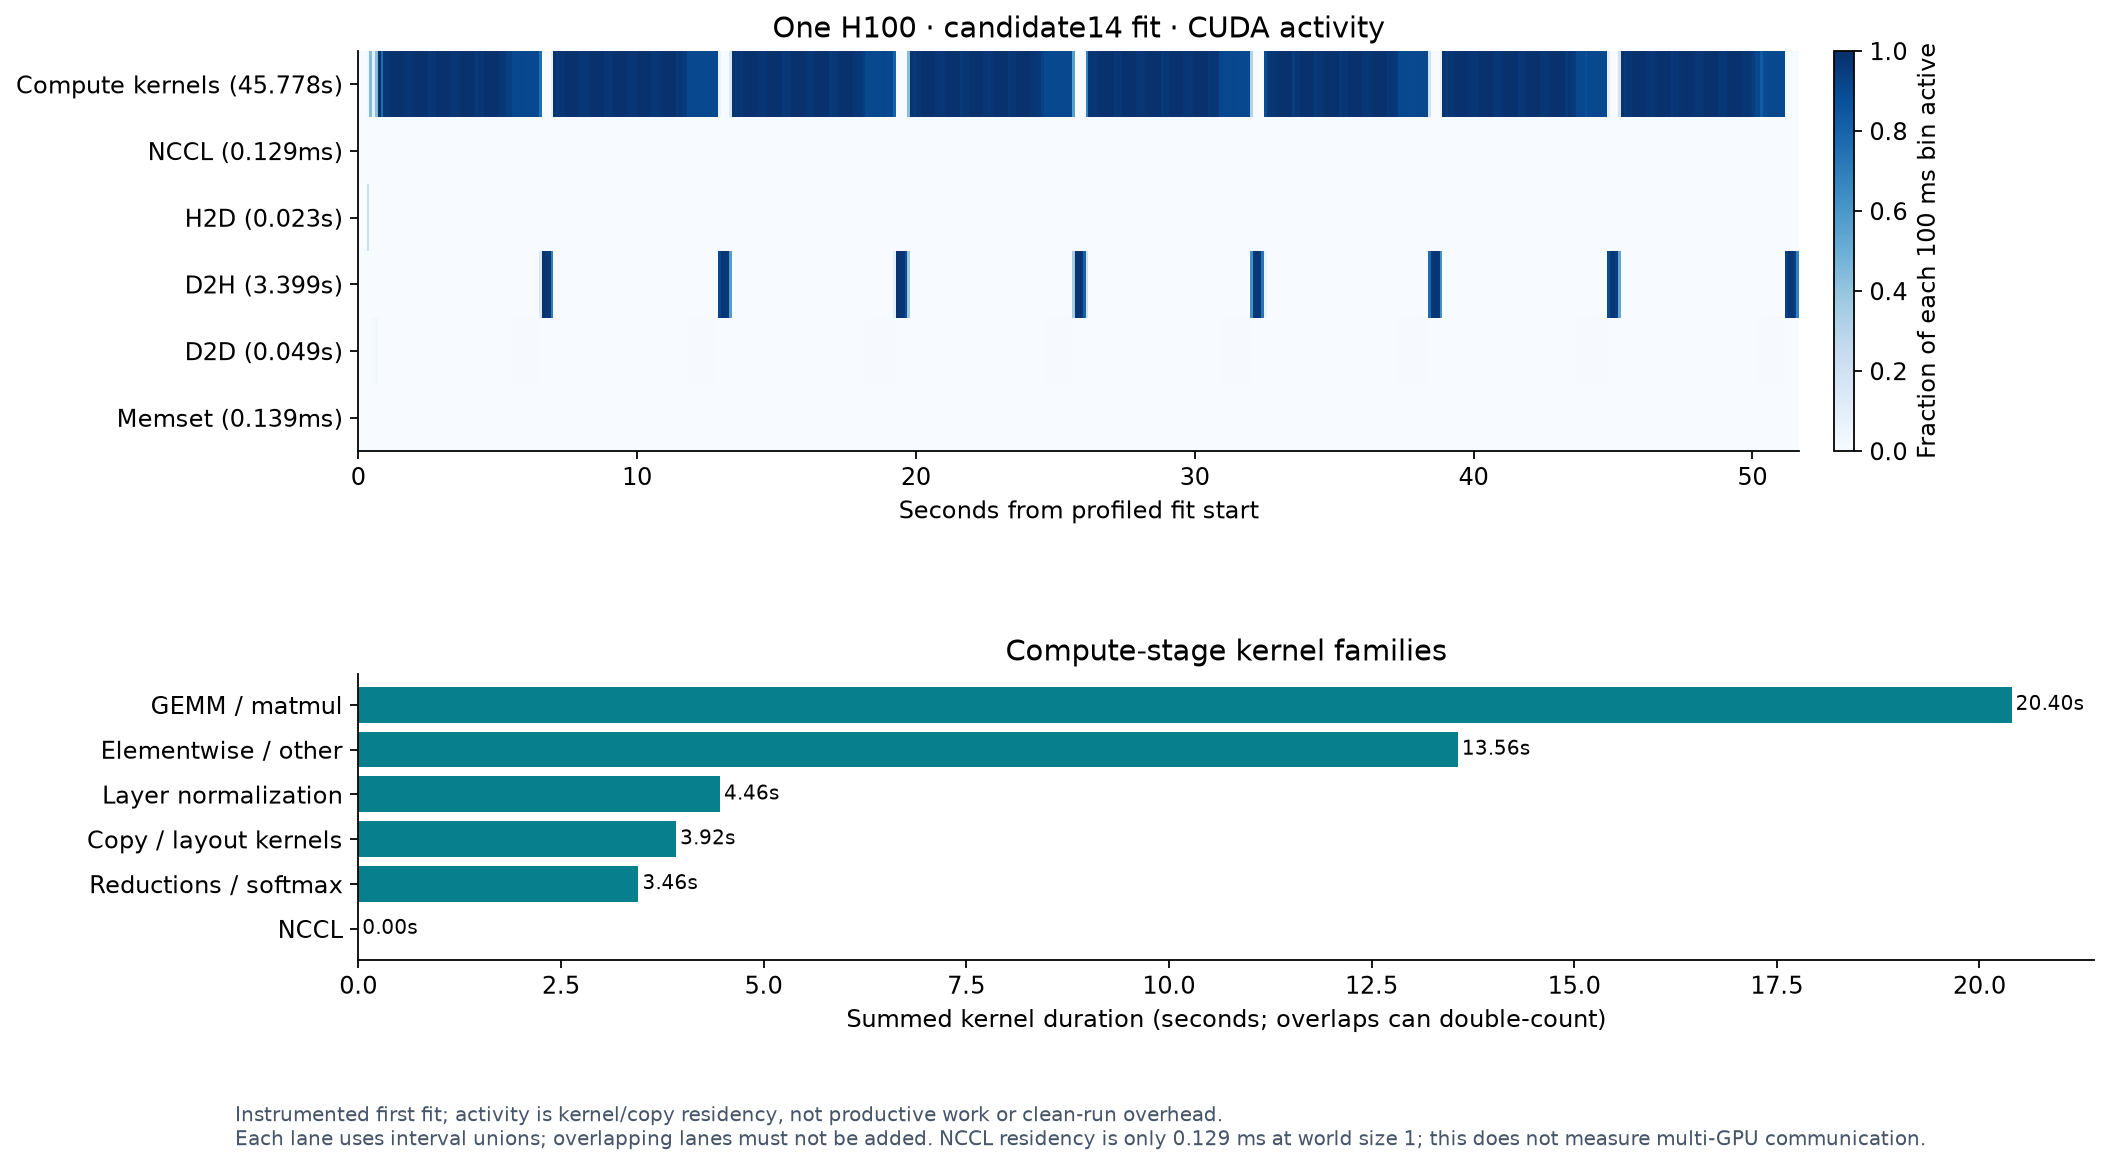 One H100 · candidate14 fit · CUDA activity
Compute kernels (45.778s)
NCCL (0.129ms)
H2D (0.023s)
D2H (3.399s)
D2D (0.049s)
Memset (0.139ms)
0 10 20 30 40 50
Seconds from profiled fit start
1.0
0.8
0.6
0.4
0.2
0.0
Fraction of each 100 ms bin active
Compute-stage kernel families
GEMM / matmul 20.40s
Elementwise / other 13.56s
Layer normalization 4.46s
Copy / layout kernels 3.92s
Reductions / softmax 3.46s
NCCL 0.00s
0.0 2.5 5.0 7.5 10.0 12.5 15.0 17.5 20.0
Summed kernel duration (seconds; overlaps can double-count)
Instrumented first fit; activity is kernel/copy residency, not productive work or clean-run overhead.
Each lane uses interval unions; overlapping lanes must not be added. NCCL residency is only 0.129 ms at world size 1; this does not measure multi-GPU communication.